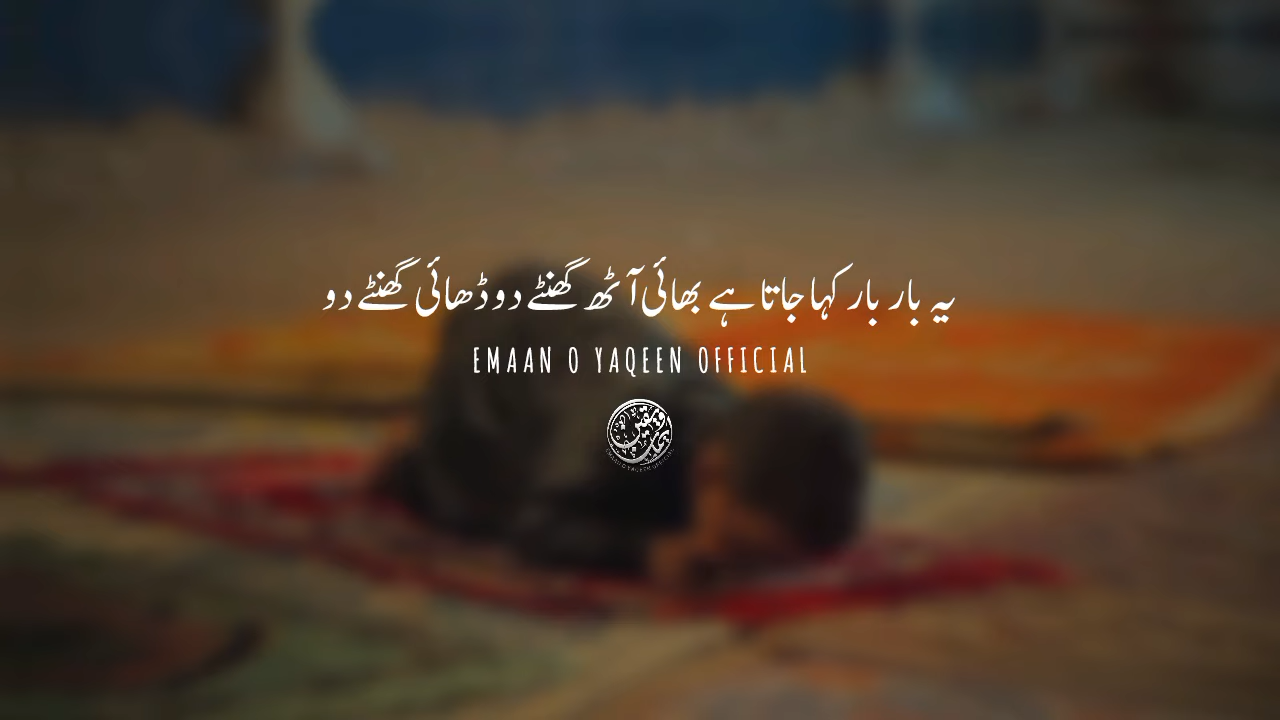 یہ بار بار کہا جاتا ہے بھائی آٹھ گھنٹے دو ڈھائی گھنٹے دو
EMAAN O YAQEEN OFFICIAL